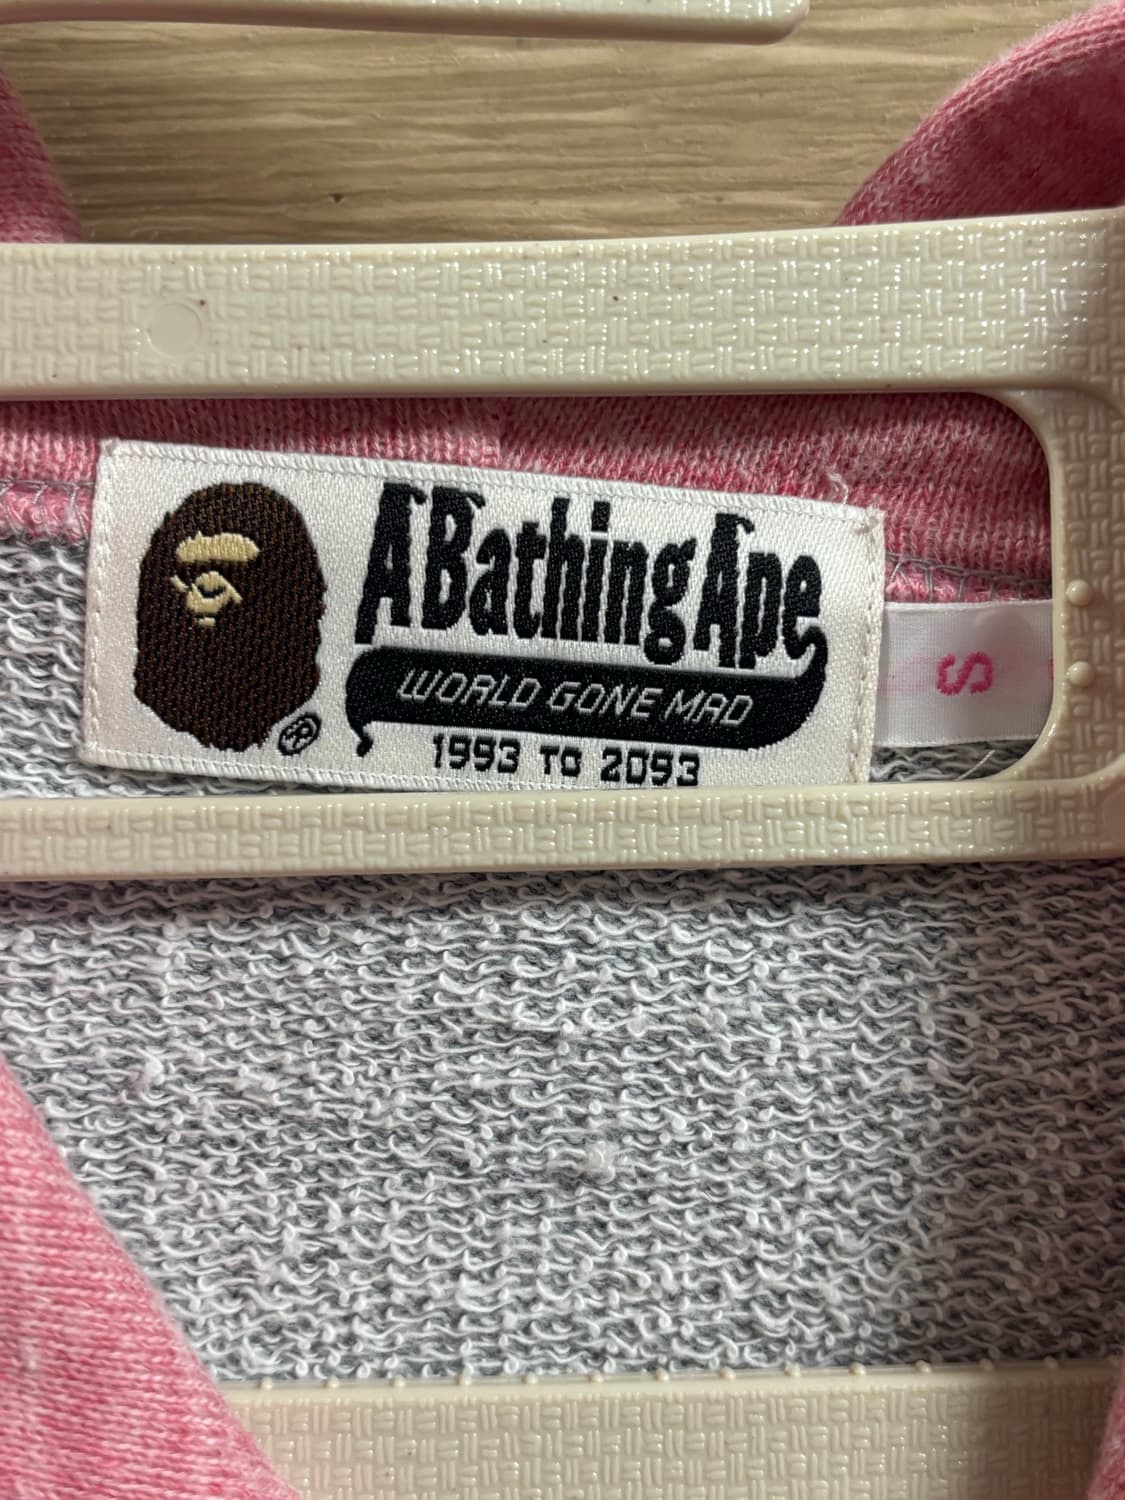 A Bathing Ape
WORLD GONE MAD
1993 TO 2093
®
S